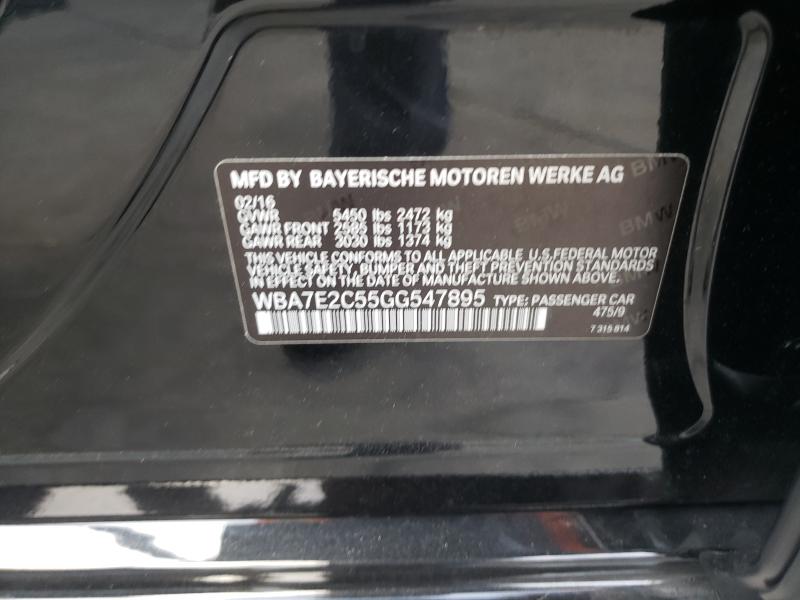 MFD BY BAYERISCHE MOTOREN WERKE AG
02/16
GVWR 5450 lbs 2472 kg
GAWR FRONT 2585 lbs 1173 kg
GAWR REAR 3030 lbs 1374 kg
THIS VEHICLE CONFORMS TO ALL APPLICABLE U.S.FEDERAL MOTOR
VEHICLE SAFETY, BUMPER AND THEFT PREVENTION STANDARDS
IN EFFECT ON THE DATE OF MANUFACTURE SHOWN ABOVE.
WBA7E2C55GG547895 TYPE: PASSENGER CAR
475/9
7 315 814
BMW
BMW
BMW